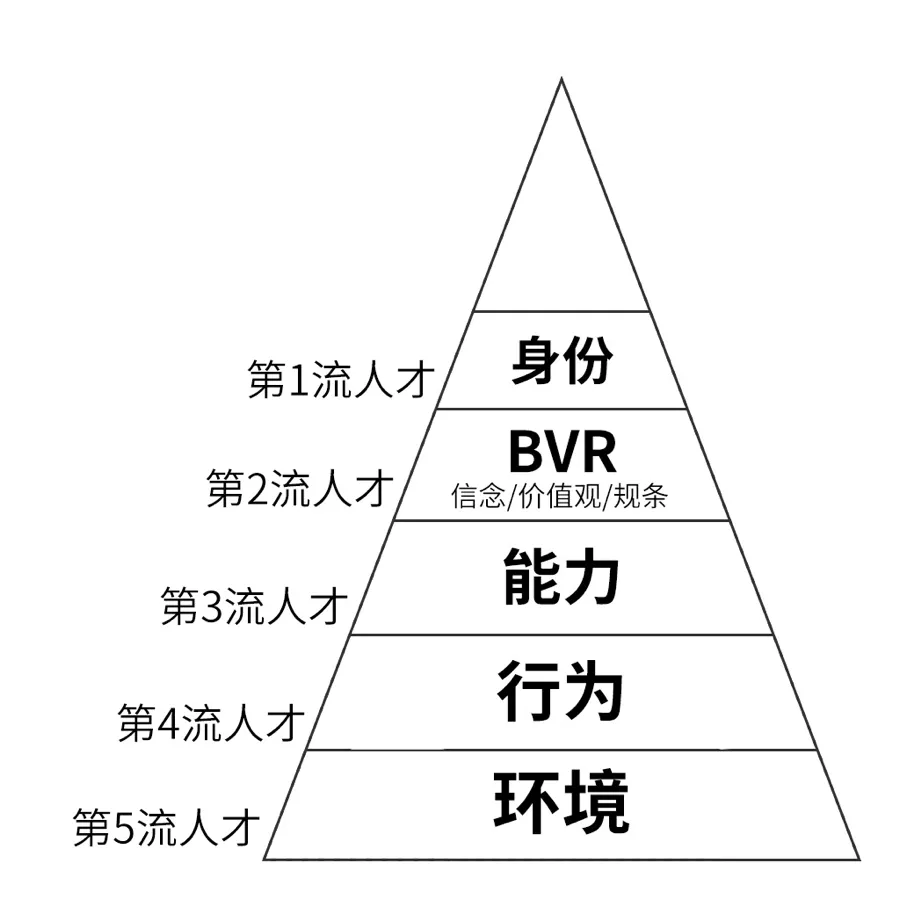 身份
第1流人才
BVR
信念/价值观/规条
第2流人才
能力
第3流人才
行为
第4流人才
环境
第5流人才